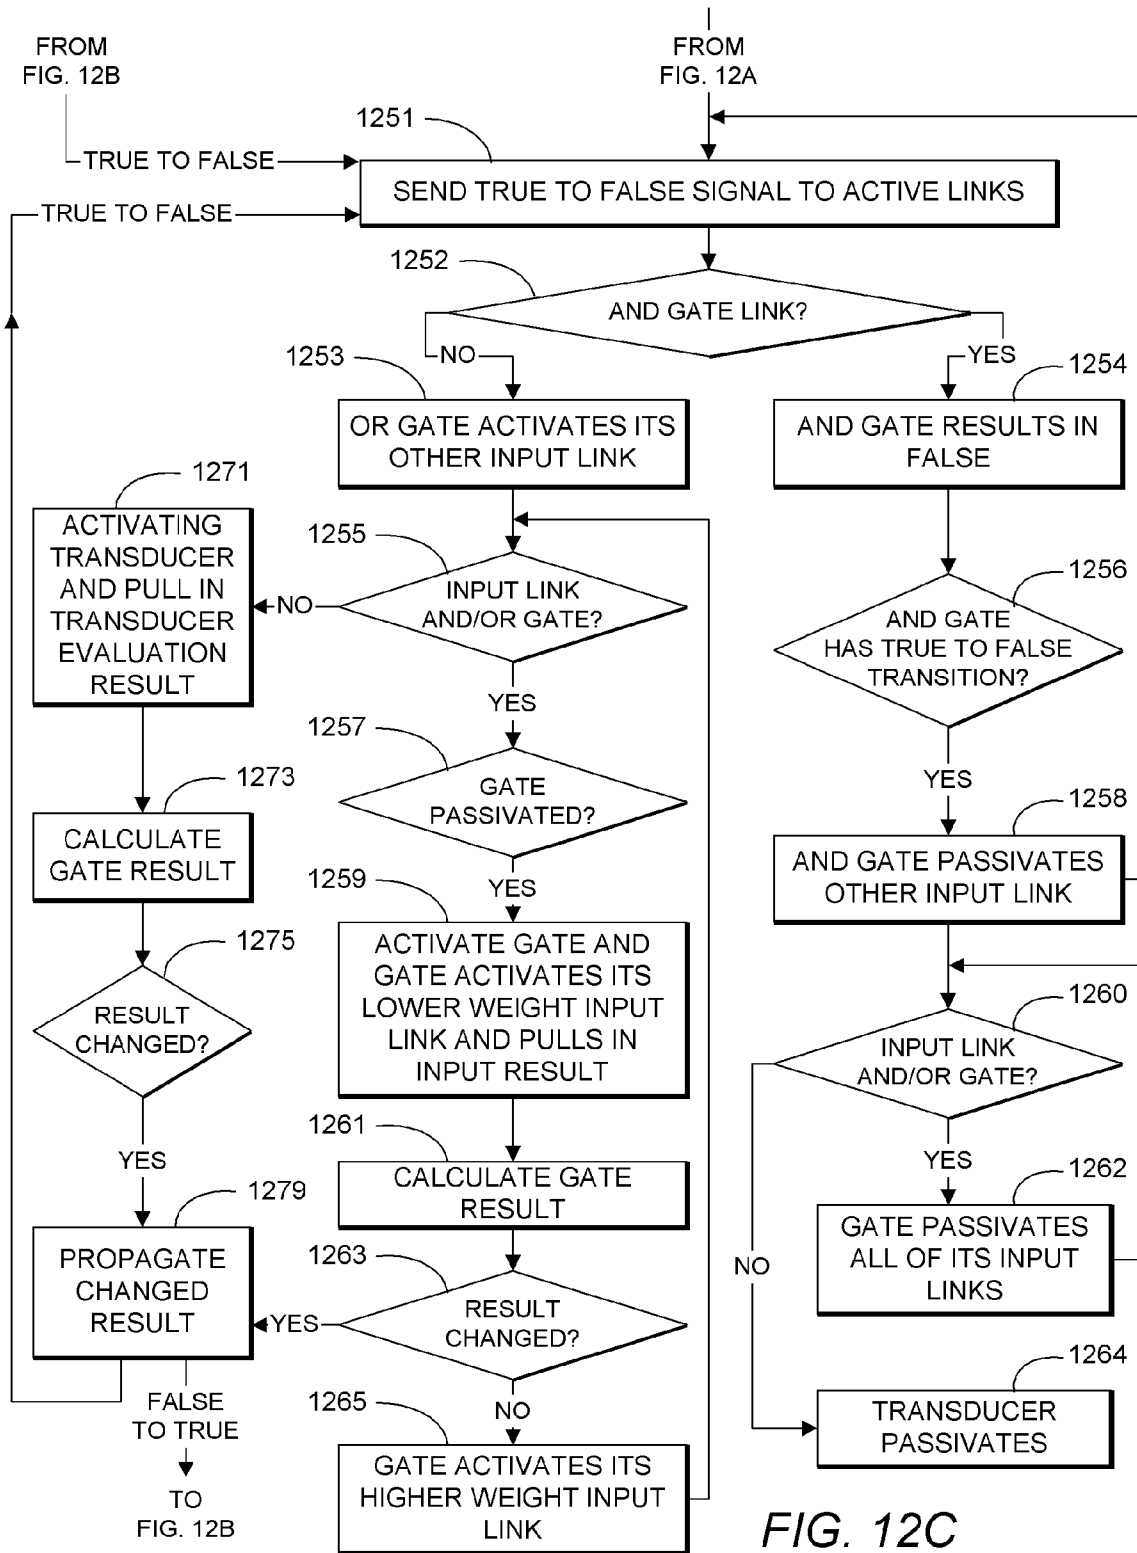 FROM
FIG. 12B
FROM
FIG. 12A
1251
TRUE TO FALSE
SEND TRUE TO FALSE SIGNAL TO ACTIVE LINKS
TRUE TO FALSE
1252
AND GATE LINK?
NO
YES
1253
1254
OR GATE ACTIVATES ITS
OTHER INPUT LINK
AND GATE RESULTS IN
FALSE
1271
ACTIVATING
TRANSDUCER
AND PULL IN
TRANSDUCER
EVALUATION
RESULT
1255
INPUT LINK
AND/OR GATE?
NO
YES
1256
AND GATE
HAS TRUE TO FALSE
TRANSITION?
YES
1257
GATE
PASSIVATED?
YES
1273
CALCULATE
GATE RESULT
1258
AND GATE PASSIVATES
OTHER INPUT LINK
1259
ACTIVATE GATE AND
GATE ACTIVATES ITS
LOWER WEIGHT INPUT
LINK AND PULLS IN
INPUT RESULT
1275
RESULT
CHANGED?
YES
1260
INPUT LINK
AND/OR GATE?
YES
NO
1261
CALCULATE GATE
RESULT
1262
GATE PASSIVATES
ALL OF ITS INPUT
LINKS
1279
PROPAGATE
CHANGED
RESULT
1263
RESULT
CHANGED?
YES
NO
FALSE
TO TRUE
TO
FIG. 12B
1264
TRANSDUCER
PASSIVATES
1265
GATE ACTIVATES ITS
HIGHER WEIGHT INPUT
LINK
FIG. 12C